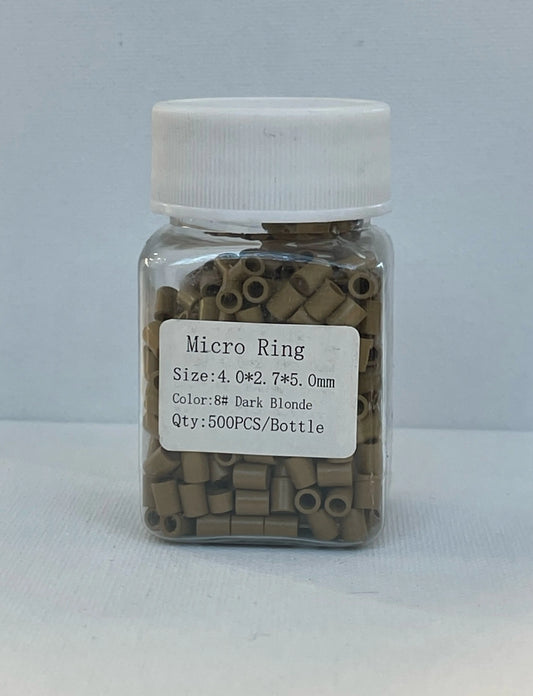 Micro Ring
Size:4.0*2.7*5.0mm
Color:8# Dark Blonde
Qty:500PCS/Bottle